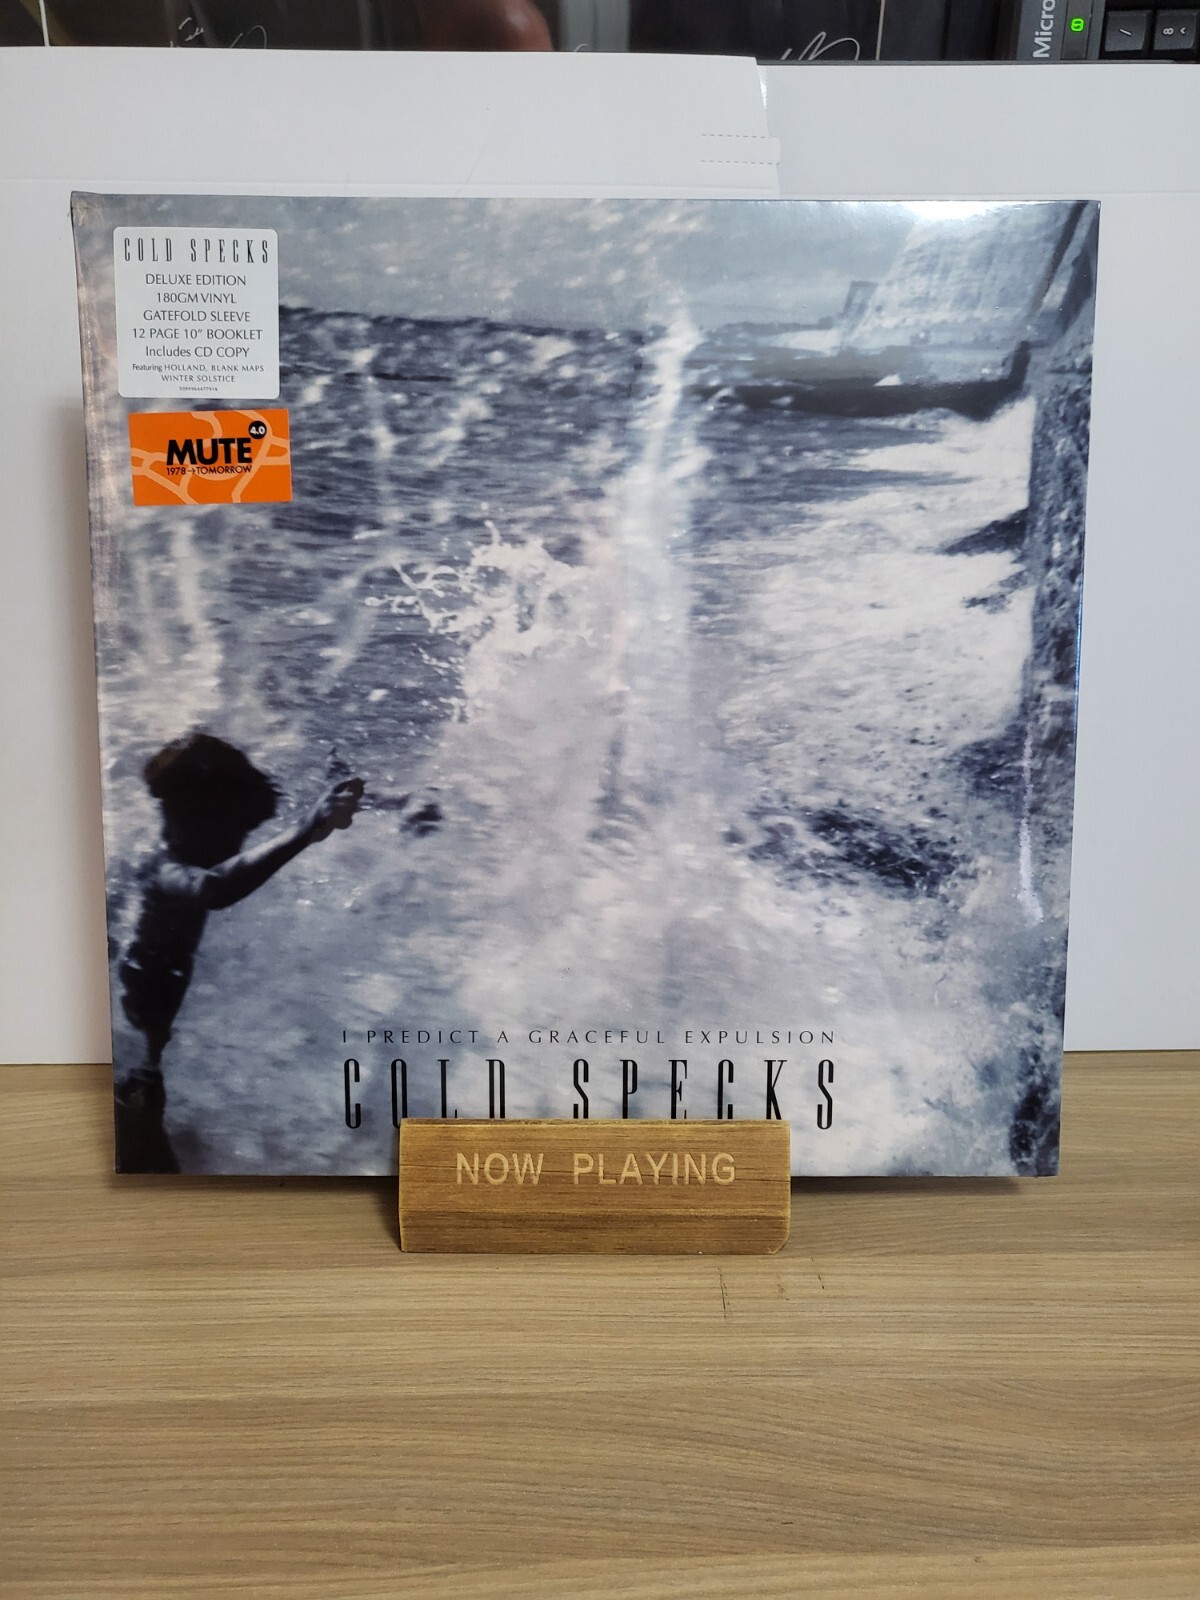 Micro
COLD SPECKS
DELUXE EDITION
180GM VINYL
GATEFOLD SLEEVE
12 PAGE 10" BOOKLET
Includes CD COPY
Featuring HOLLAND, BLANK MAPS
WINTER SOLSTICE
MUTE 4.0
1978→TOMORROW
I PREDICT A GRACEFUL EXPULSION
COLD SPECKS
NOW PLAYING